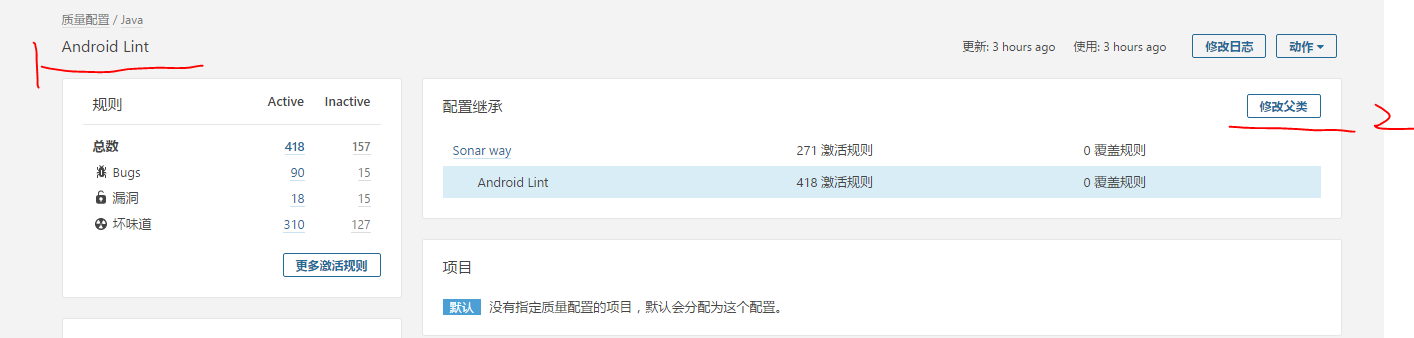 质量配置 / Java
Android Lint
更新: 3 hours ago 使用: 3 hours ago 修改日志 动作
规则 Active Inactive
总数 418 157
Bugs 90 15
漏洞 18 15
坏味道 310 127
更多激活规则
配置继承 修改父类
Sonar way 271 激活规则 0 覆盖规则
Android Lint 418 激活规则 0 覆盖规则
项目
默认 没有指定质量配置的项目，默认会分配为这个配置。
1
2